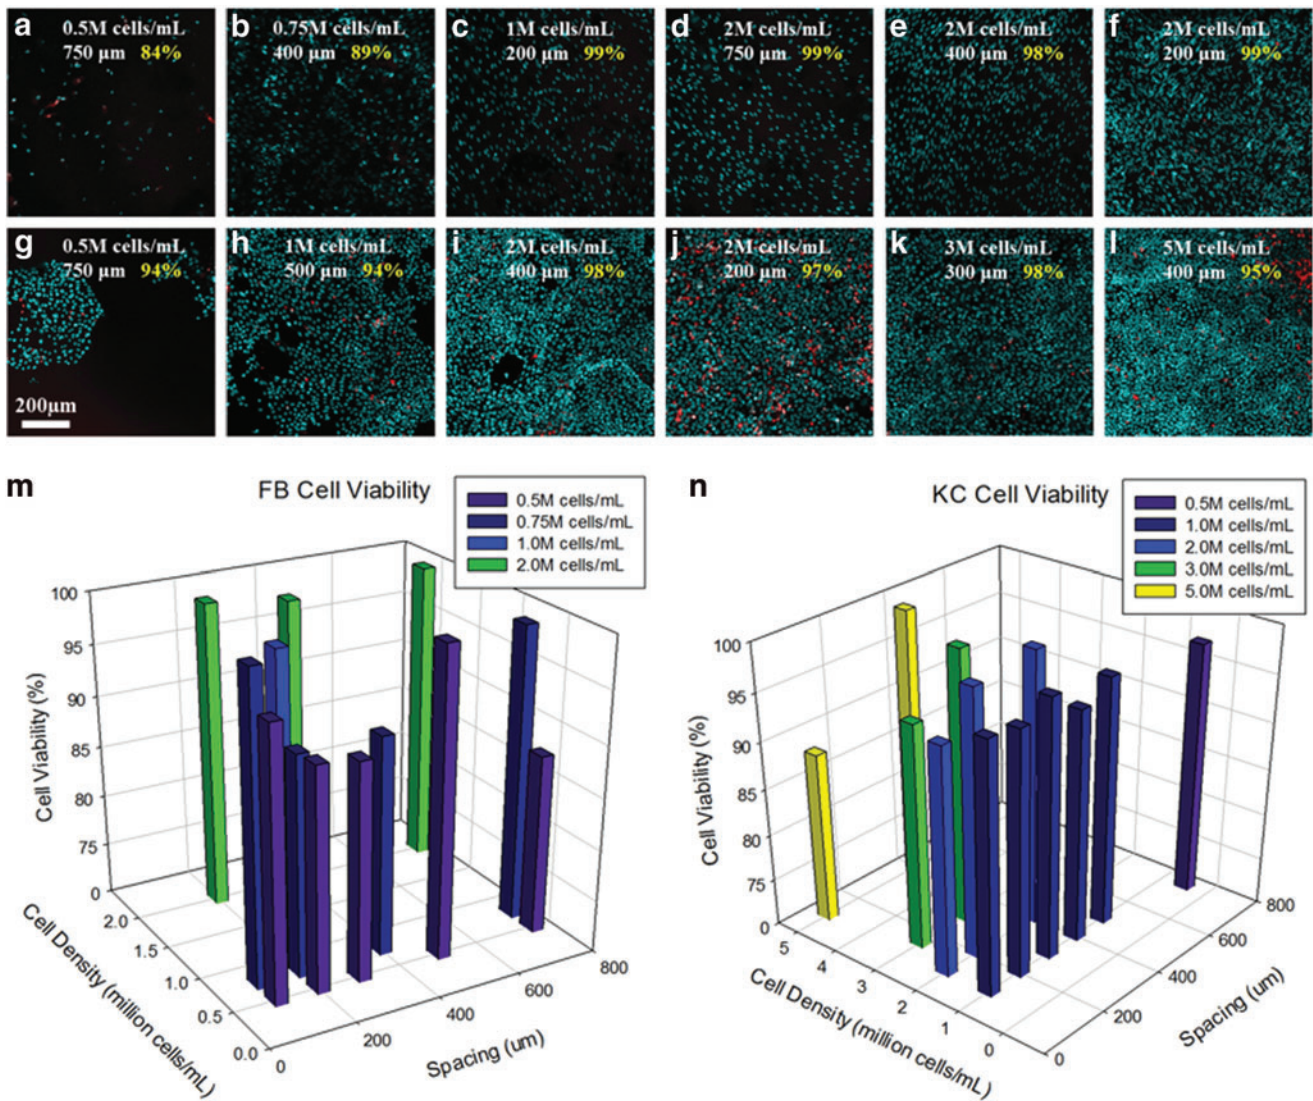 a
0.5M cells/mL
750 µm 84%
b
0.75M cells/mL
400 µm 89%
c
1M cells/mL
200 µm 99%
d
2M cells/mL
750 µm 99%
e
2M cells/mL
400 µm 98%
f
2M cells/mL
200 µm 99%
g
0.5M cells/mL
750 µm 94%
200µm
h
1M cells/mL
500 µm 94%
i
2M cells/mL
400 µm 98%
j
2M cells/mL
200 µm 97%
k
3M cells/mL
300 µm 98%
l
5M cells/mL
400 µm 95%
m
FB Cell Viability
0.5M cells/mL
0.75M cells/mL
1.0M cells/mL
2.0M cells/mL
Cell Viability (%)
100
95
90
85
80
75
0
Cell Density (million cells/mL)
2.0
1.5
1.0
0.5
0.0
Spacing (um)
0
200
400
600
800
n
KC Cell Viability
0.5M cells/mL
1.0M cells/mL
2.0M cells/mL
3.0M cells/mL
5.0M cells/mL
Cell Viability (%)
100
95
90
85
80
75
0
Cell Density (million cells/mL)
5
4
3
2
1
0
Spacing (um)
0
200
400
600
800